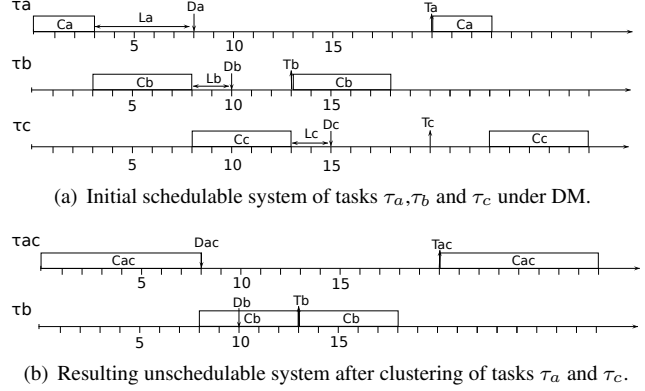 τa
Ca La Da Ta Ca
5 10 15
τb
Cb Lb Db Tb Cb
5 10 15
τc
Cc Lc Dc Tc Cc
5 10 15
(a) Initial schedulable system of tasks τa,τb and τc under DM.
τac
Cac Dac Tac Cac
5 10 15
τb
Db Cb Tb Cb
5 10 15
(b) Resulting unschedulable system after clustering of tasks τa and τc.